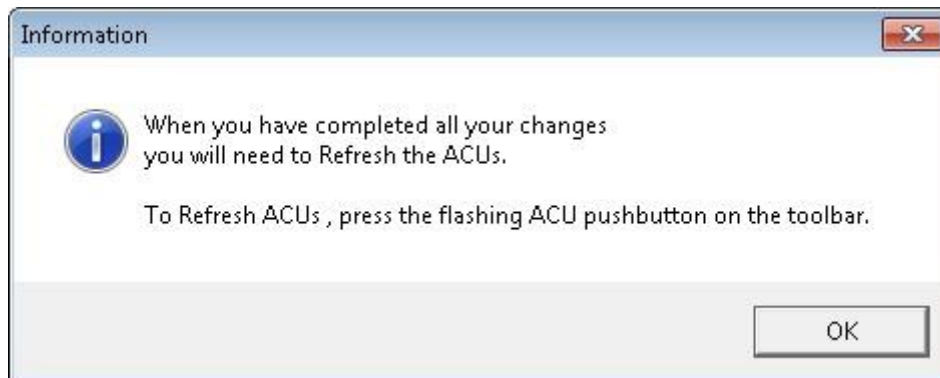 Information
When you have completed all your changes
you will need to Refresh the ACUs.
To Refresh ACUs , press the flashing ACU pushbutton on the toolbar.
OK